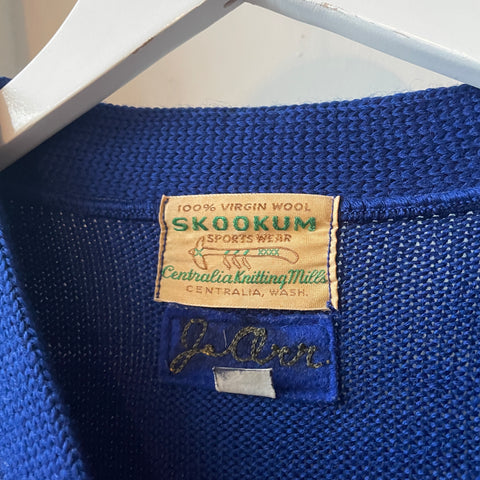 100% VIRGIN WOOL
SKOOKUM
SPORTS WEAR
Centralia Knitting Mills
CENTRALIA, WASH.
Jo Ann